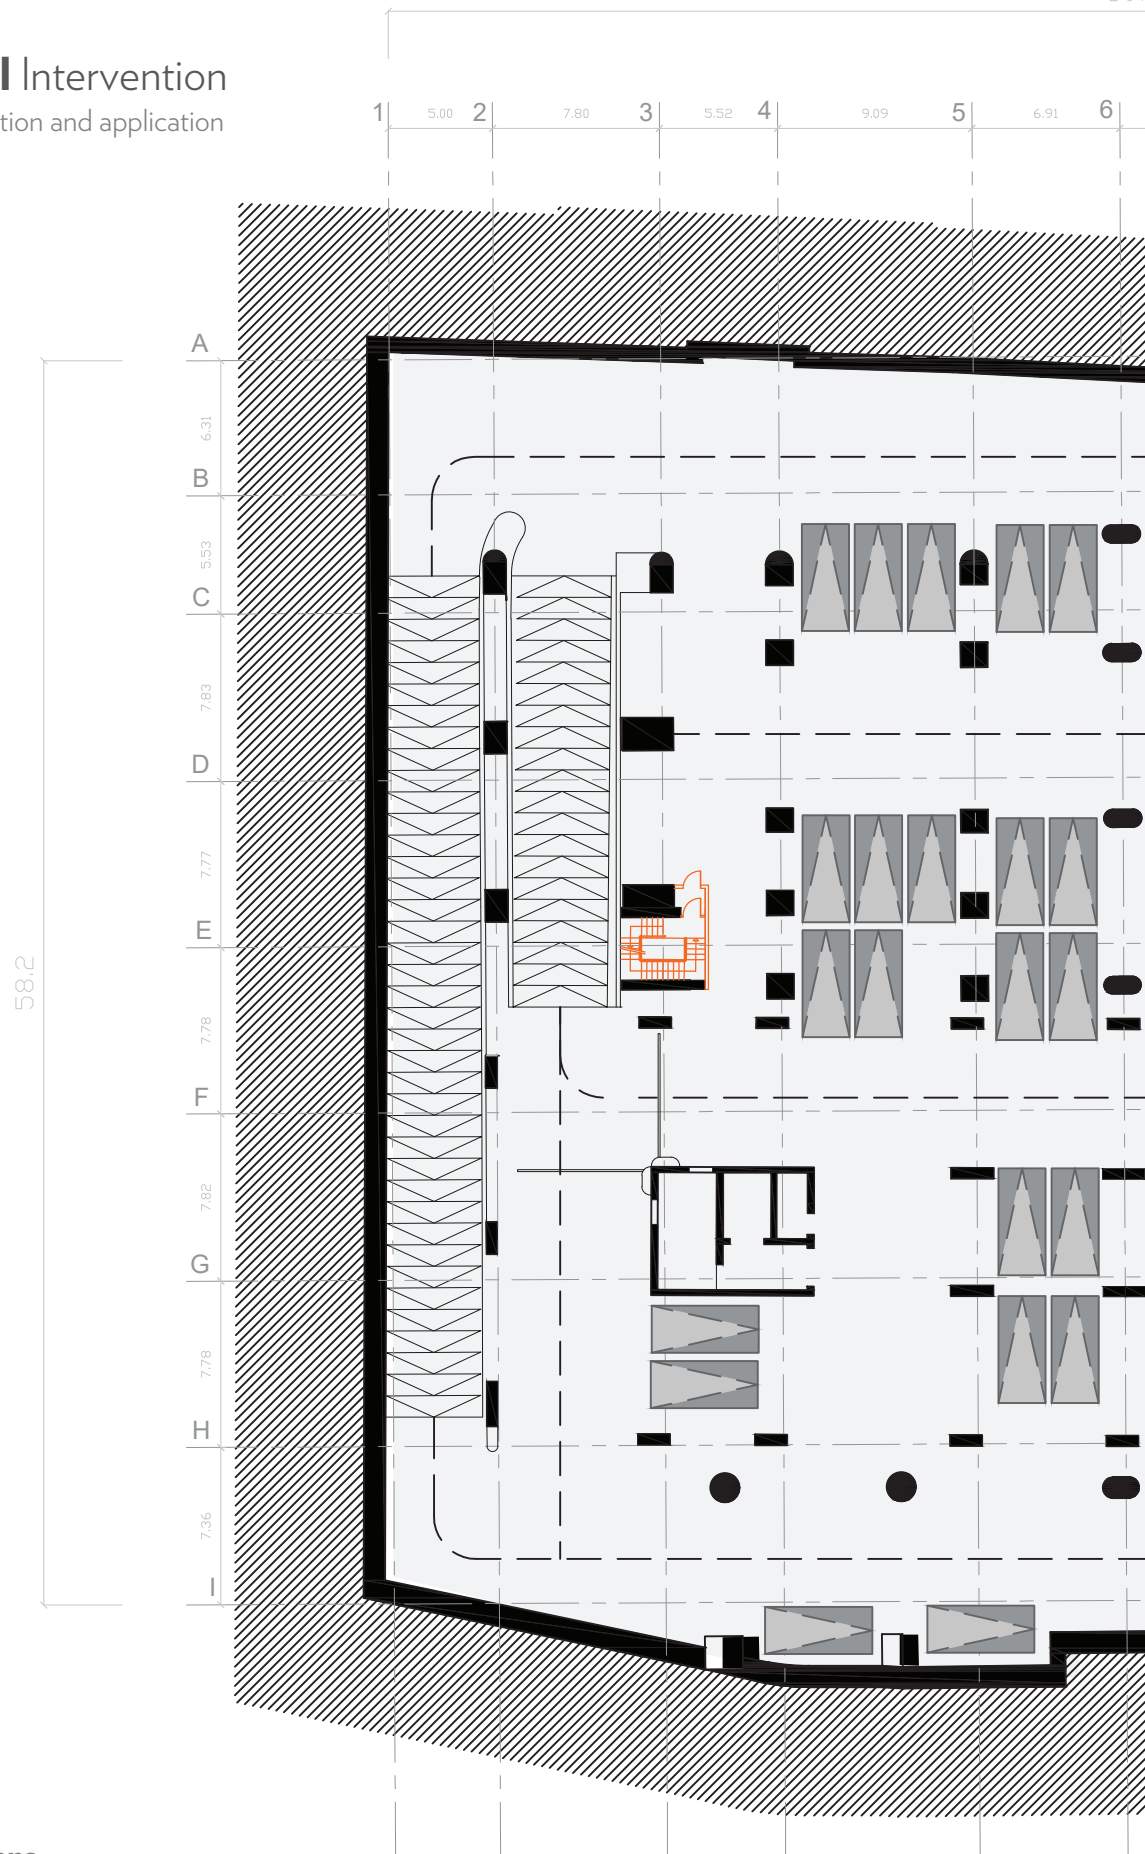 l Intervention
tion and application
1 5.00 2 7.80 3 5.52 4 9.09 5 6.91 6
A
6.31
B
5.53
C
7.83
D
7.77
E
58.2
7.78
F
7.82
G
7.78
H
7.36
I